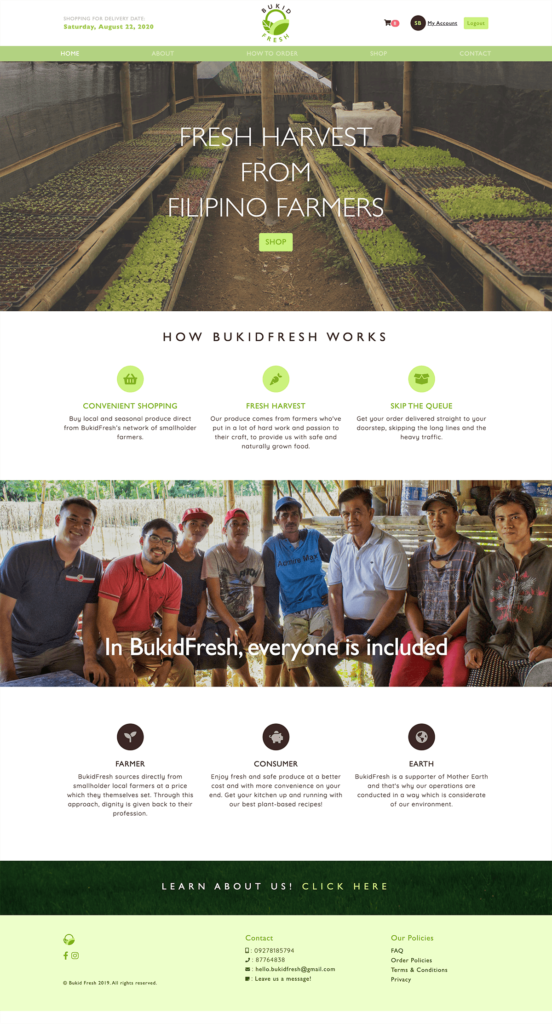 SHOPPING FOR DELIVERY DATE:
Saturday, August 22, 2020
BUKID
FRESH
SB
My Account
Logout
HOME ABOUT HOW TO ORDER SHOP CONTACT
FRESH HARVEST
FROM
FILIPINO FARMERS
SHOP
HOW BUKIDFRESH WORKS
CONVENIENT SHOPPING
Buy local and seasonal produce direct
from BukidFresh's network of smallholder
farmers.
FRESH HARVEST
Our produce comes from farmers who've
put in a lot of hard work and passion to
their craft, to provide us with safe and
naturally grown food.
SKIP THE QUEUE
Get your order delivered straight to your
doorstep, skipping the long lines and the
heavy traffic.
In BukidFresh, everyone is included
FARMER
BukidFresh sources directly from
smallholder local farmers at a price
which they themselves set. Through this
approach, dignity is given back to their
profession.
CONSUMER
Enjoy fresh and safe produce at a better
cost and with more convenience on your
end. Get your kitchen up and running with
our best plant-based recipes!
EARTH
BukidFresh is a supporter of Mother Earth
and that's why our operations are
conducted in a way which is considerate
of our environment.
LEARN ABOUT US! CLICK HERE
© Bukid Fresh 2019. All rights reserved.
Contact
: 09278185794
: 87764838
: hello.bukidfresh@gmail.com
: Leave us a message!
Our Policies
FAQ
Order Policies
Terms & Conditions
Privacy